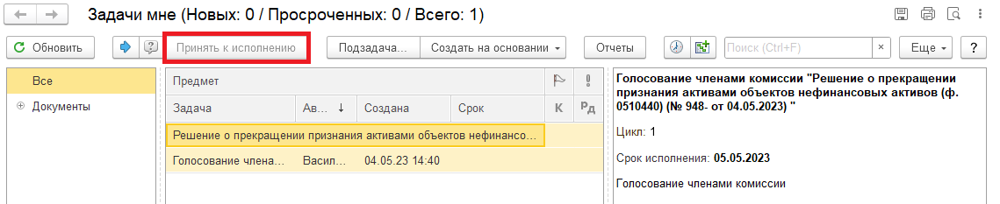 Задачи мне (Новых: 0 / Просроченных: 0 / Всего: 1)
Обновить
Принять к исполнению
Подзадача...
Создать на основании
Отчеты
Поиск (Ctrl+F)
×
Еще
?
Все
Документы
Предмет
Задача
Ав... ↓
Создана
Срок
К
Рд
Решение о прекращении признания активами объектов нефинансо...
Голосование члена...
Васил...
04.05.23 14:40
Голосование членами комиссии "Решение о прекращении
признания активами объектов нефинансовых активов (ф.
0510440) (№ 948- от 04.05.2023) "
Цикл: 1
Срок исполнения: 05.05.2023
Голосование членами комиссии